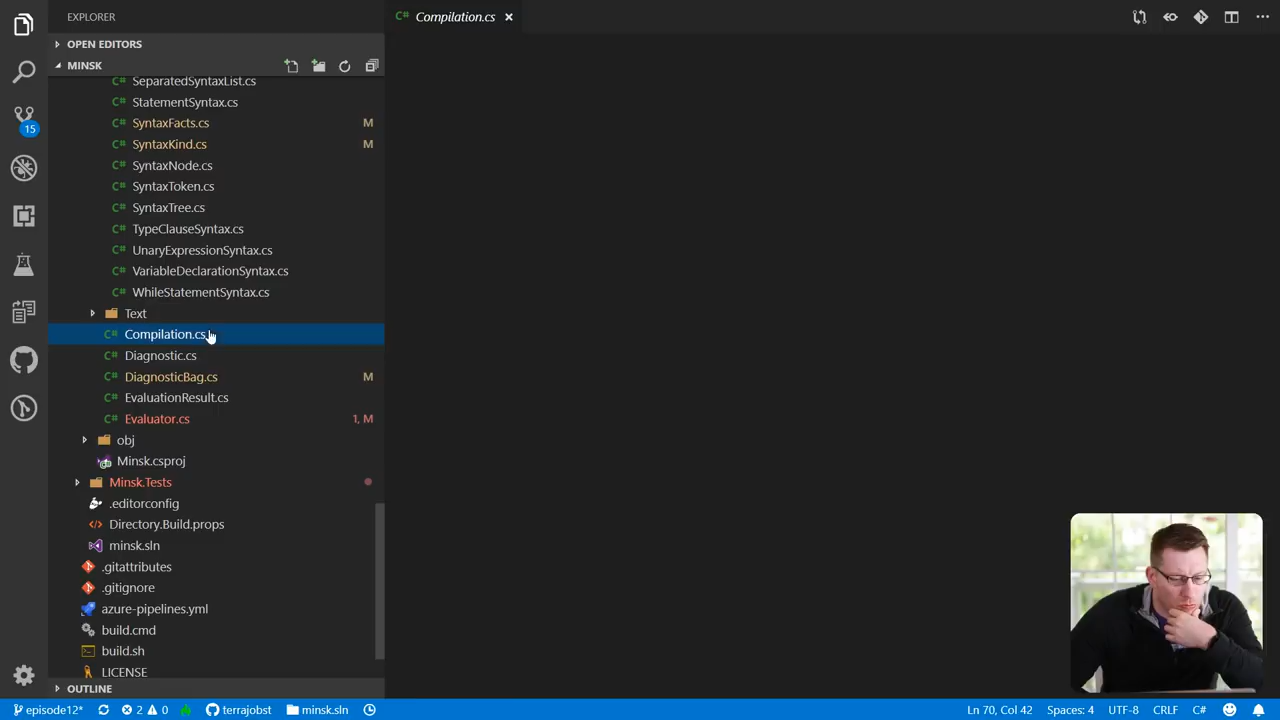 EXPLORER
Compilation.cs
OPEN EDITORS
MINSK
SeparatedSyntaxList.cs
StatementSyntax.cs
SyntaxFacts.cs M
SyntaxKind.cs M
15
SyntaxNode.cs
SyntaxToken.cs
SyntaxTree.cs
TypeClauseSyntax.cs
UnaryExpressionSyntax.cs
VariableDeclarationSyntax.cs
WhileStatementSyntax.cs
Text
Compilation.cs
Diagnostic.cs
DiagnosticBag.cs M
EvaluationResult.cs
Evaluator.cs 1, M
obj
Minsk.csproj
Minsk.Tests
.editorconfig
Directory.Build.props
minsk.sln
.gitattributes
.gitignore
azure-pipelines.yml
build.cmd
build.sh
LICENSE
OUTLINE
episode12* 2 0 terrajobst minsk.sln Ln 70, Col 42 Spaces: 4 UTF-8 CRLF C#